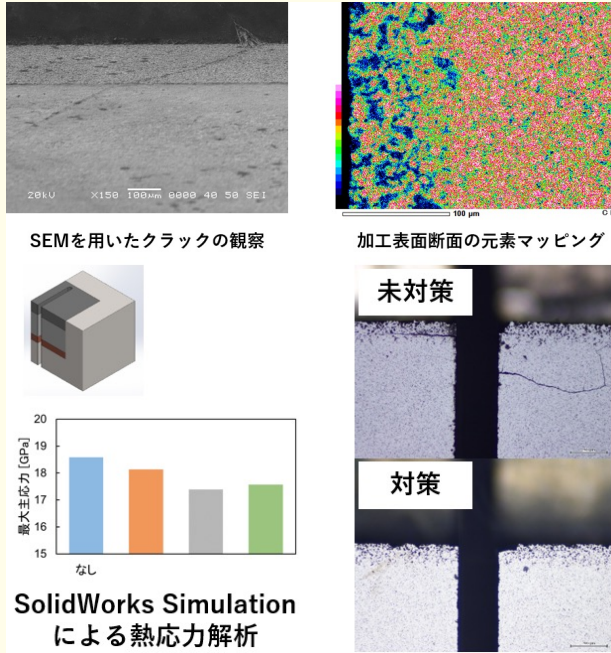 20kV X150 100μm 0000 40 50 SEI
100 μm
SEMを用いたクラックの観察
加工表面断面の元素マッピング
未対策
最大主応力 [GPa]
20
19
18
17
16
15
なし
対策
SolidWorks Simulation
による熱応力解析